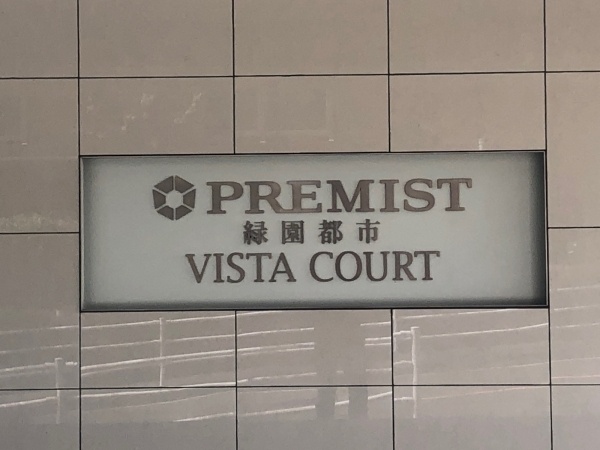 PREMIST
緑園都市
VISTA COURT